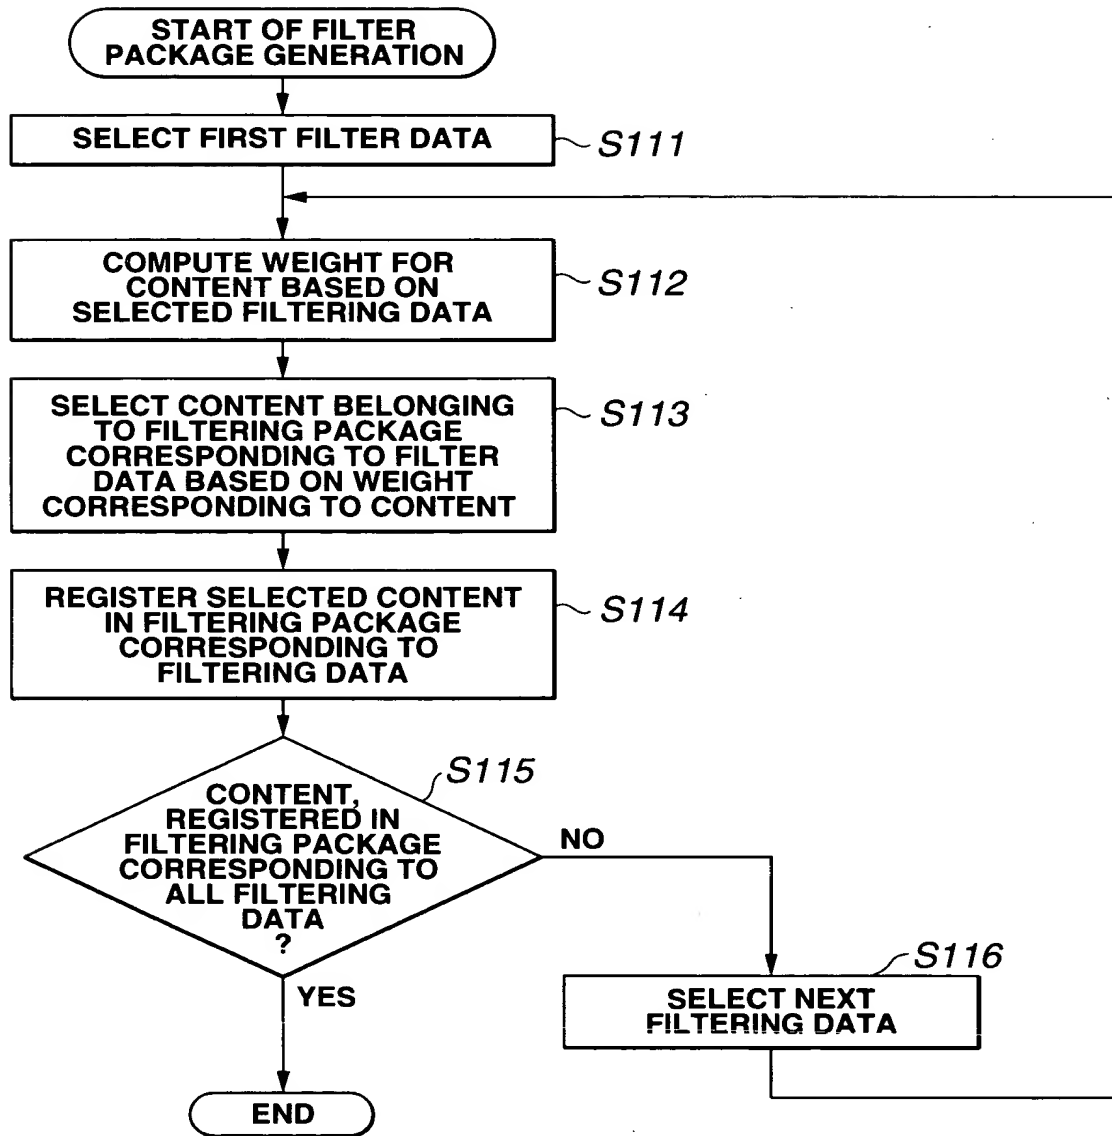 START OF FILTER
PACKAGE GENERATION
SELECT FIRST FILTER DATA
S111
COMPUTE WEIGHT FOR
CONTENT BASED ON
SELECTED FILTERING DATA
S112
SELECT CONTENT BELONGING
TO FILTERING PACKAGE
CORRESPONDING TO FILTER
DATA BASED ON WEIGHT
CORRESPONDING TO CONTENT
S113
REGISTER SELECTED CONTENT
IN FILTERING PACKAGE
CORRESPONDING TO
FILTERING DATA
S114
S115
CONTENT,
REGISTERED IN
FILTERING PACKAGE
CORRESPONDING TO
ALL FILTERING
DATA
?
NO
YES
S116
SELECT NEXT
FILTERING DATA
END